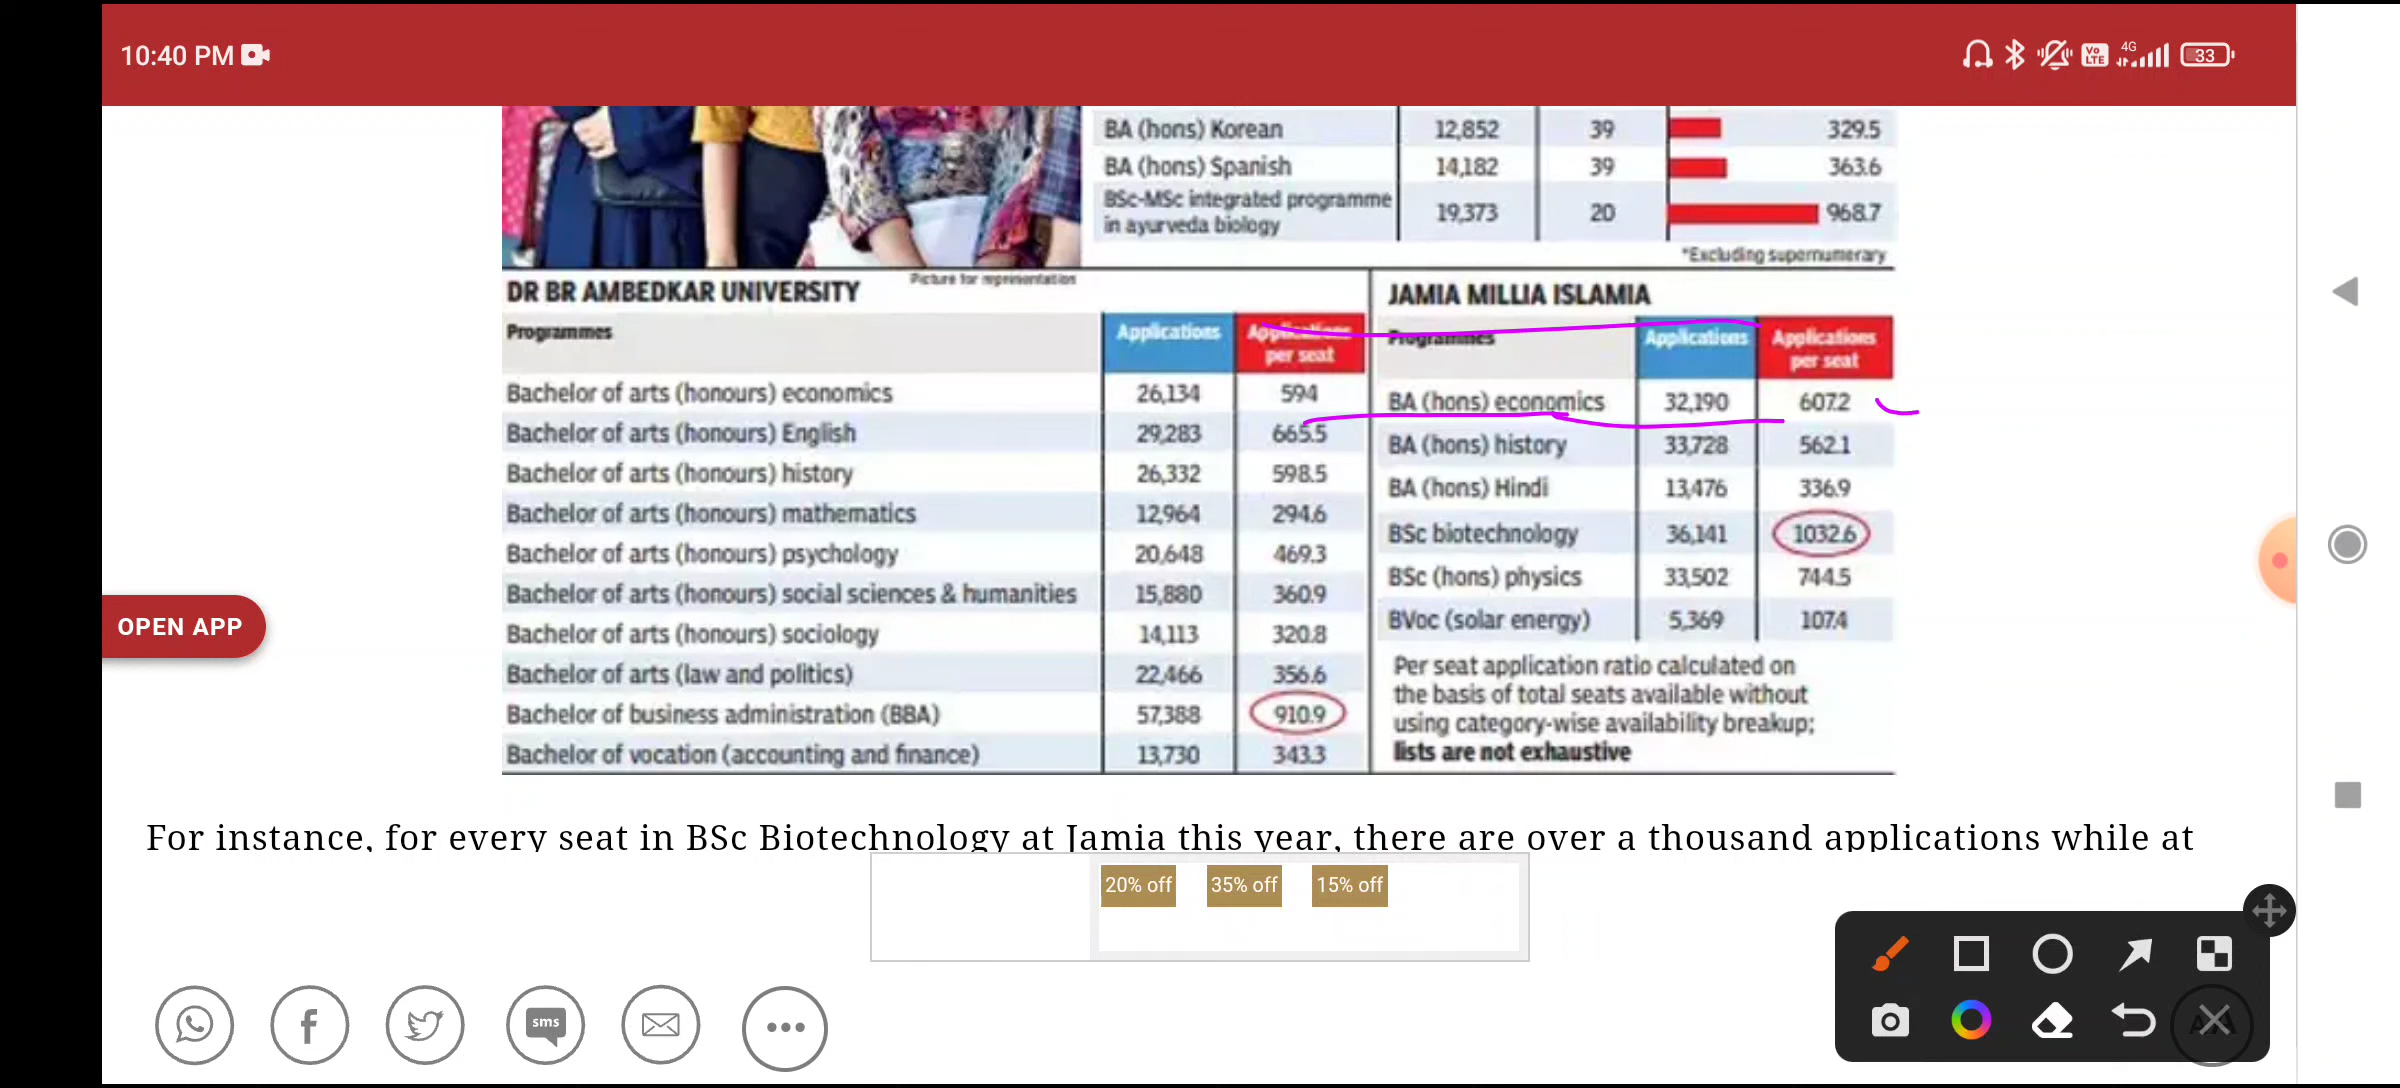 10:40 PM
4G
Vo LTE
33
BA (hons) Korean 12,852 39 329.5
BA (hons) Spanish 14,182 39 363.6
BSc-MSc integrated programme
in ayurveda biology 19,373 20 968.7
*Excluding supernumerary
Picture for representation
DR BR AMBEDKAR UNIVERSITY
Programmes Applications Applications
per seat
Bachelor of arts (honours) economics 26,134 594
Bachelor of arts (honours) English 29,283 665.5
Bachelor of arts (honours) history 26,332 598.5
Bachelor of arts (honours) mathematics 12,964 294.6
Bachelor of arts (honours) psychology 20,648 469.3
Bachelor of arts (honours) social sciences & humanities 15,880 360.9
Bachelor of arts (honours) sociology 14,113 320.8
Bachelor of arts (law and politics) 22,466 356.6
Bachelor of business administration (BBA) 57,388 910.9
Bachelor of vocation (accounting and finance) 13,730 343.3
JAMIA MILLIA ISLAMIA
Programmes Applications Applications
per seat
BA (hons) economics 32,190 607.2
BA (hons) history 33,728 562.1
BA (hons) Hindi 13,476 336.9
BSc biotechnology 36,141 1032.6
BSc (hons) physics 33,502 744.5
BVoc (solar energy) 5,369 107.4
Per seat application ratio calculated on
the basis of total seats available without
using category-wise availability breakup;
lists are not exhaustive
OPEN APP
For instance, for every seat in BSc Biotechnology at Jamia this year, there are over a thousand applications while at
20% off 35% off 15% off
sms